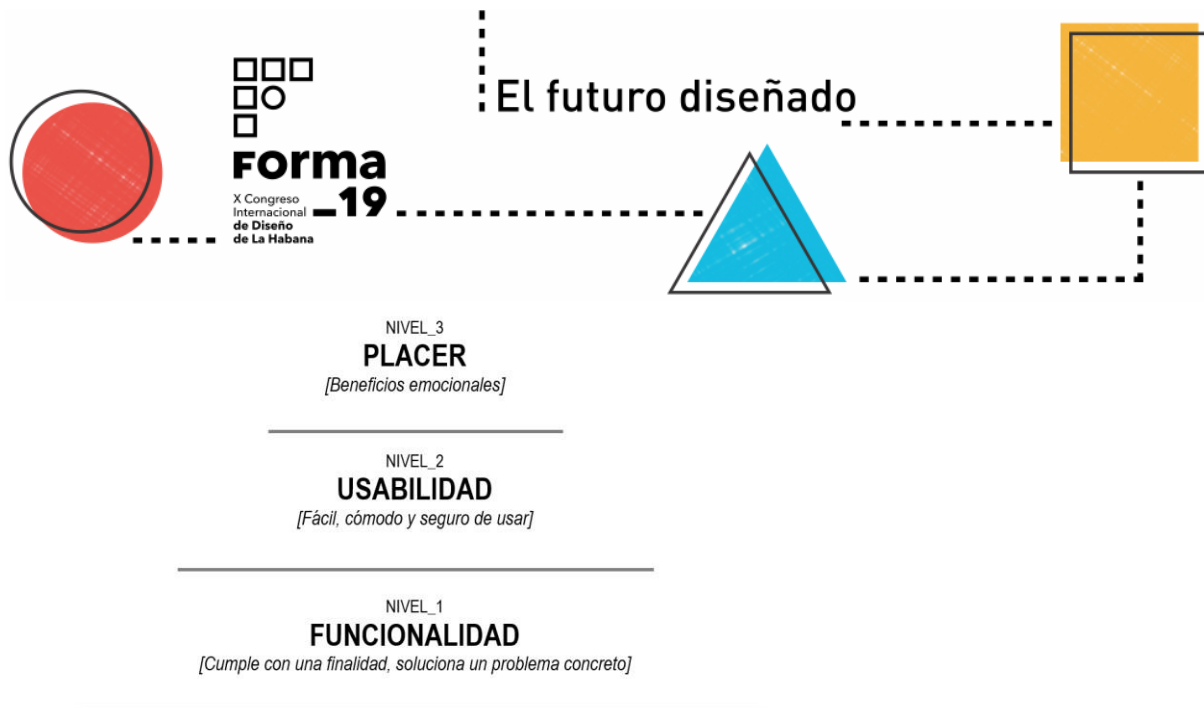 El futuro diseñado
Forma
_19
X Congreso
Internacional
de Diseño
de La Habana
NIVEL_3
PLACER
[Beneficios emocionales]
NIVEL_2
USABILIDAD
[Fácil, cómodo y seguro de usar]
NIVEL_1
FUNCIONALIDAD
[Cumple con una finalidad, soluciona un problema concreto]